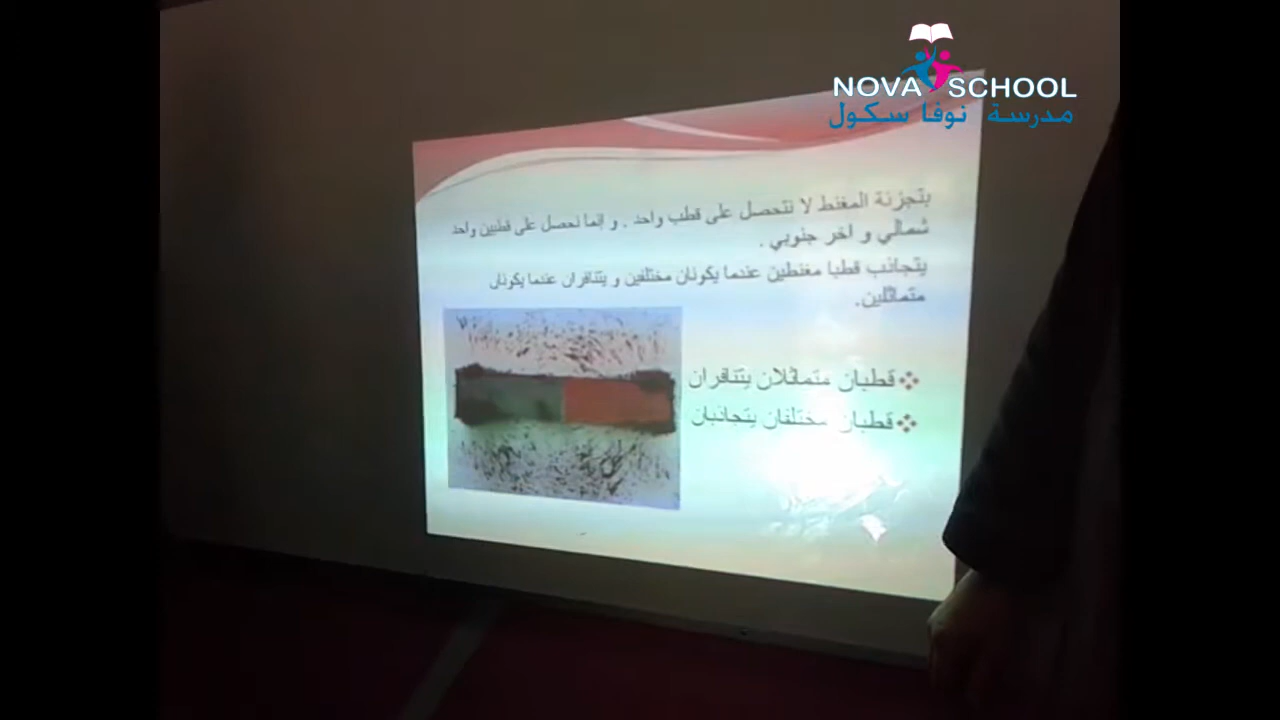 NOVA SCHOOL
مدرسة نوفا سكول
بتجزئة المغنط لا نتحصل على قطب واحد . و إنما نحصل على قطبين واحد
شمالي و اخر جنوبي .
يتجاذب قطبا مغنطين عندما يكونان مختلفين و يتنافران عندما يكونان
متماثلين.
قطبان متماثلان يتنافران
قطبان مختلفان يتجاذبان